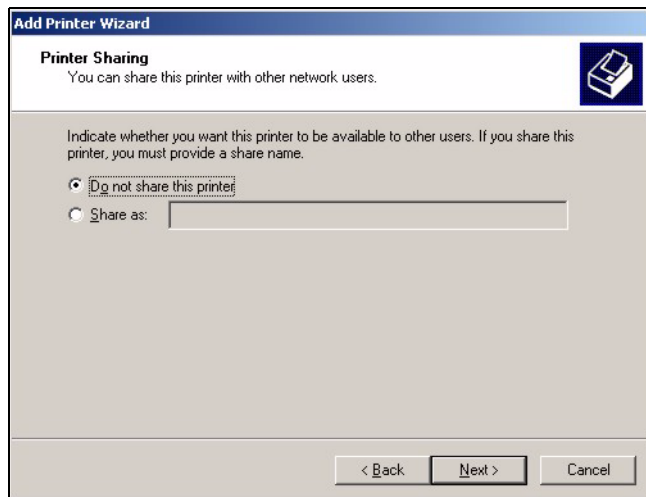 Add Printer Wizard
Printer Sharing
You can share this printer with other network users.
Indicate whether you want this printer to be available to other users. If you share this
printer, you must provide a share name.
Do not share this printer
Share as:
< Back
Next >
Cancel